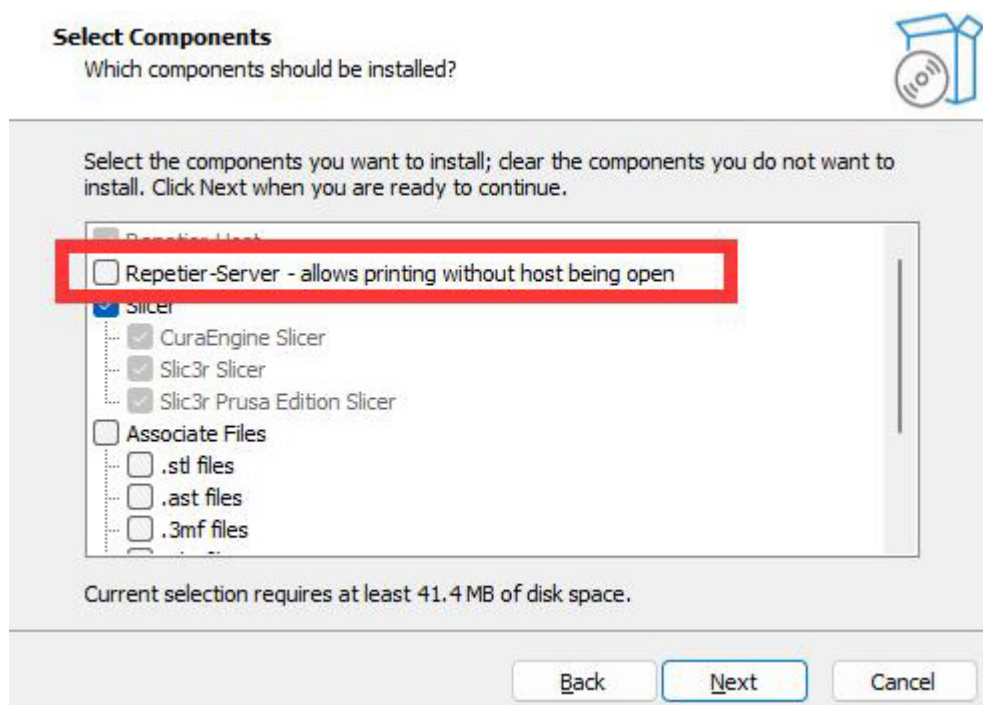 Select Components
Which components should be installed?
Select the components you want to install; clear the components you do not want to
install. Click Next when you are ready to continue.
Repetier-Host
Repetier-Server - allows printing without host being open
Slicer
CuraEngine Slicer
Slic3r Slicer
Slic3r Prusa Edition Slicer
Associate Files
.stl files
.ast files
.3mf files
Current selection requires at least 41.4 MB of disk space.
Back
Next
Cancel